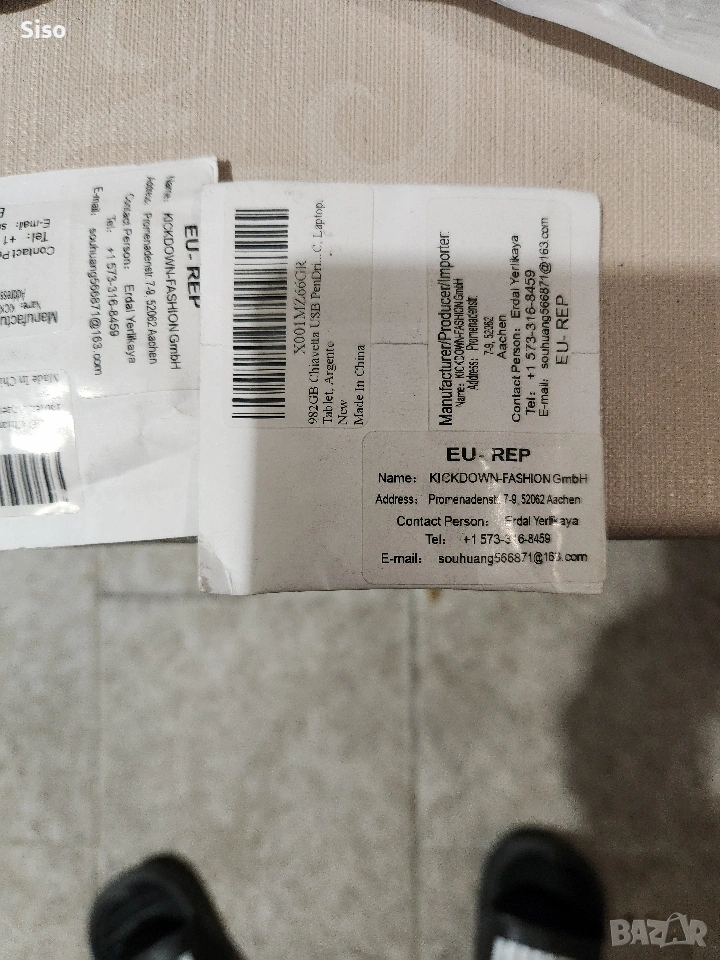 Siso
X001MZ66GR
982GB Chiavetta USB PenDri... C, Laptop,
Tablet, Argento
New
Made In China
Manufacturer/Producer/Importer:
Name: KICKDOWN-FASHION GmbH
Address: Promenadenstr.
7-9, 52062
Aachen
Contact Person: Erdal Yerlikaya
Tel: +1 573-316-8459
E-mail: souhuang566871@163.com
EU- REP
EU- REP
Name: KICKDOWN-FASHION GmbH
Address: Promenadenstr. 7-9, 52062 Aachen
Contact Person: Erdal Yerlikaya
Tel: +1 573-316-8459
E-mail: souhuang566871@163.com
EU- REP
Name: KICKDOWN-FASHION GmbH
Address: Promenadenstr 7-9, 52062 Aachen
Contact Person: Erdal Yerlikaya
Tel: +1 573-316-8459
E-mail: souhuang566871@163.com
Tel: +1
Made In
BAZAR